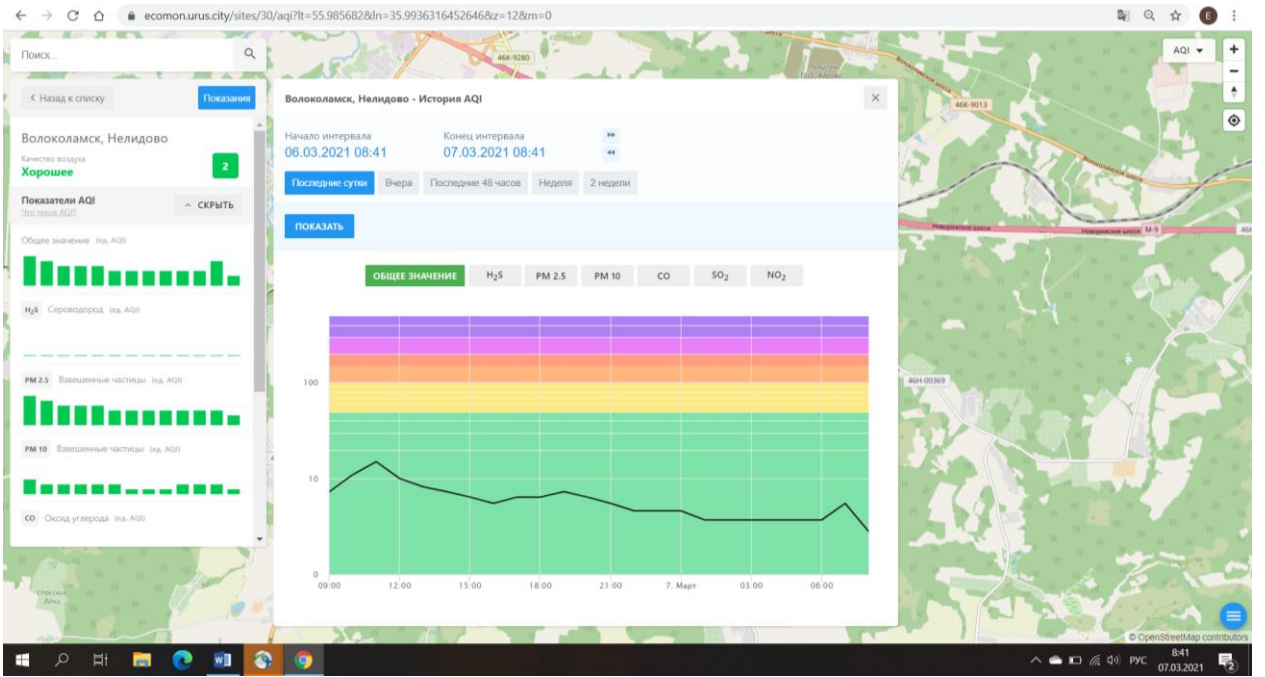 ecomon.urus.city/sites/30/aqi?lt=55.985682&ln=35.9936316452646&z=12&m=0
E
Поиск...
46К-9280
AQI
46К-9013
Новорижское шоссе
М-9
46Н-00369
< Назад к списку
Показания
Волоколамск, Нелидово
Качество воздуха
Хорошее
2
Показатели AQI
Что такое AQI?
СКРЫТЬ
Общее значение (ед. AQI)
H₂S Сероводород (ед. AQI)
PM 2.5 Взвешенные частицы (ед. AQI)
PM 10 Взвешенные частицы (ед. AQI)
CO Оксид углерода (ед. AQI)
Волоколамск, Нелидово - История AQI
Начало интервала Конец интервала
06.03.2021 08:41 07.03.2021 08:41
Последние сутки Вчера Последние 48 часов Неделя 2 недели
ПОКАЗАТЬ
ОБЩЕЕ ЗНАЧЕНИЕ H₂S PM 2.5 PM 10 CO SO₂ NO₂
100
10
0
09:00 12:00 15:00 18:00 21:00 7. Март 03:00 06:00
© OpenStreetMap contributors
РУС
8:41
07.03.2021
2